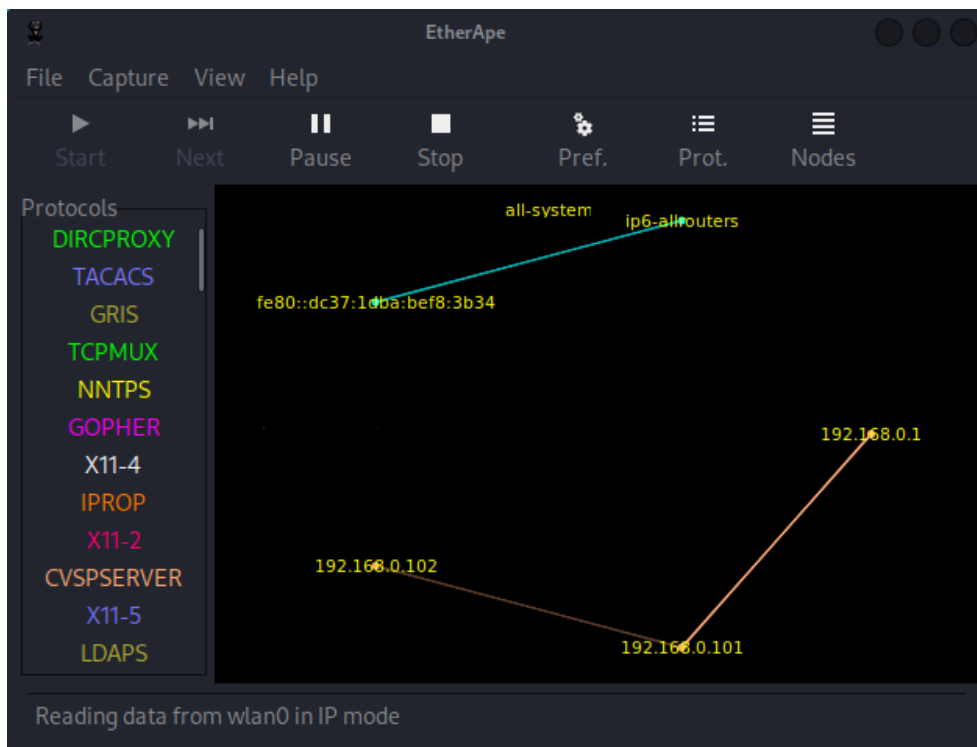 EtherApe
File Capture View Help
Start Next Pause Stop Pref. Prot. Nodes
Protocols
DIRCPROXY
TACACS
GRIS
TCPMUX
NNTPS
GOPHER
X11-4
IPROP
X11-2
CVSPSERVER
X11-5
LDAPS
all-system
ip6-allrouters
fe80::dc37:1dba:bef8:3b34
192.168.0.1
192.168.0.102
192.168.0.101
Reading data from wlan0 in IP mode